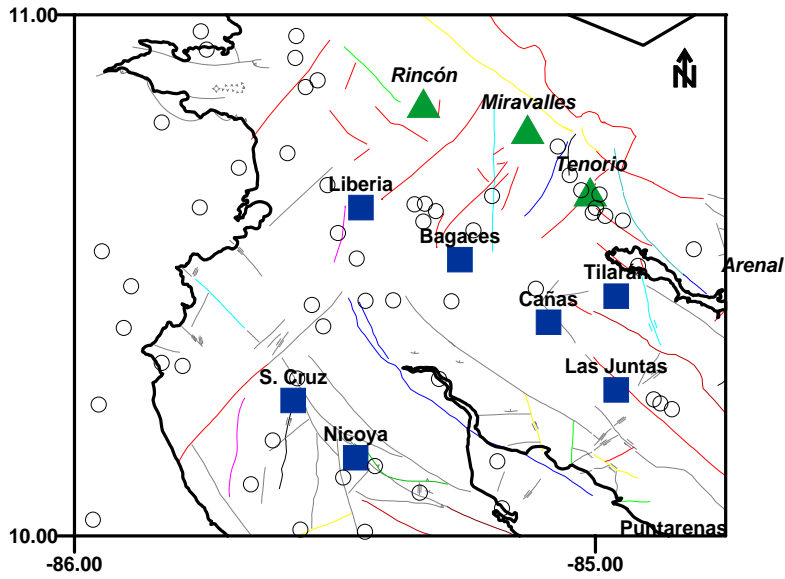 11.00
N
Rincón
Miravalles
Tenorio
Liberia
Bagaces
Arenal
Tilarán
Cañas
Las Juntas
S. Cruz
Nicoya
Puntarenas
10.00
-86.00
-85.00